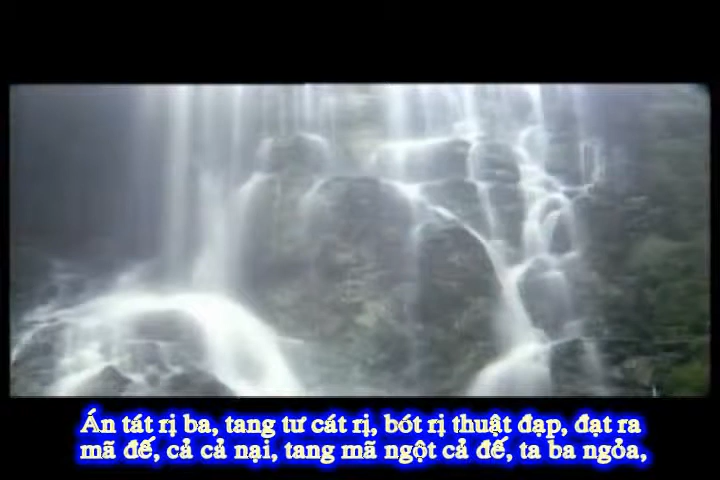 Án tát rị ba, tang tư cát rị, bót rị thuật đạp, đạt ra
mã đế, cả cả nại, tang mã ngột cả đế, ta ba ngỏa,